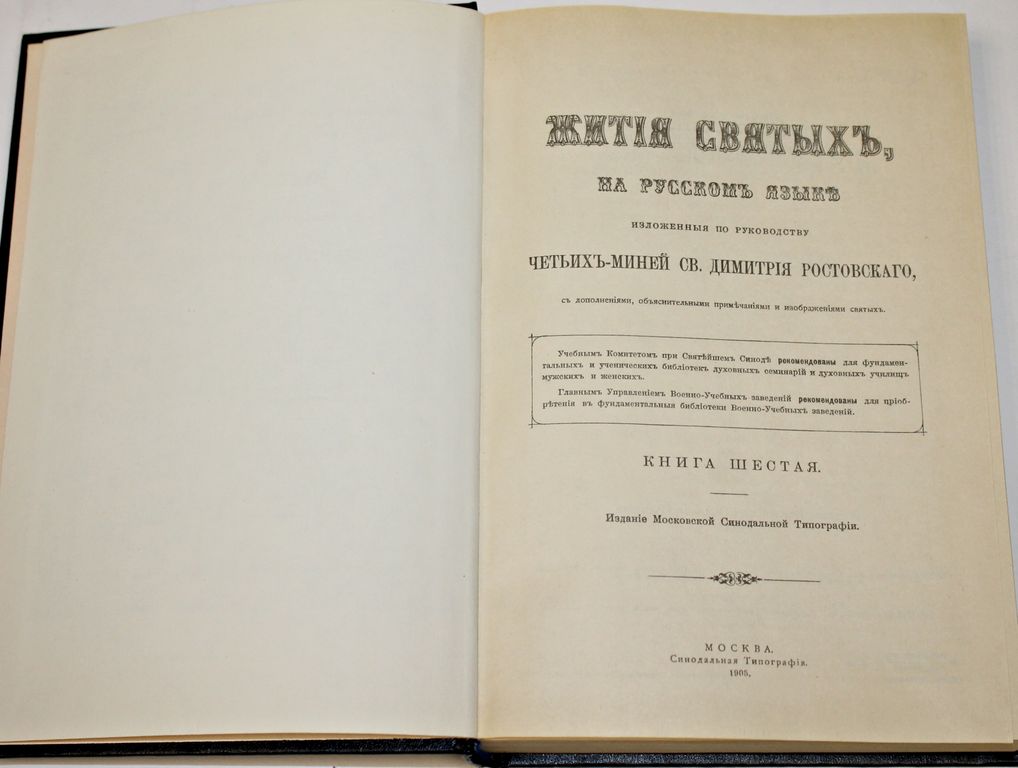 ЖИТІЯ СВЯТЫХЪ,
НА РУССКОМЪ ЯЗЫКѢ
ИЗЛОЖЕННЫЯ ПО РУКОВОДСТВУ
ЧЕТЬИХЪ-МИНЕЙ СВ. ДИМИТРІЯ РОСТОВСКАГО,
съ дополненіями, объяснительными примѣчаніями и изображеніями святыхъ.
Учебнымъ Комитетомъ при Святѣйшемъ Синодѣ рекомендованы для фундамен-
тальныхъ и ученическихъ библіотекъ духовныхъ семинарій и духовныхъ училищъ
мужскихъ и женскихъ.
Главнымъ Управленіемъ Военно-Учебныхъ заведеній рекомендованы для пріоб-
рѣтенія въ фундаментальныя библіотеки Военно-Учебныхъ заведеній.
КНИГА ШЕСТАЯ.
Изданіе Московской Синодальной Типографіи.
МОСКВА.
Синодальная Типографія.
1905.